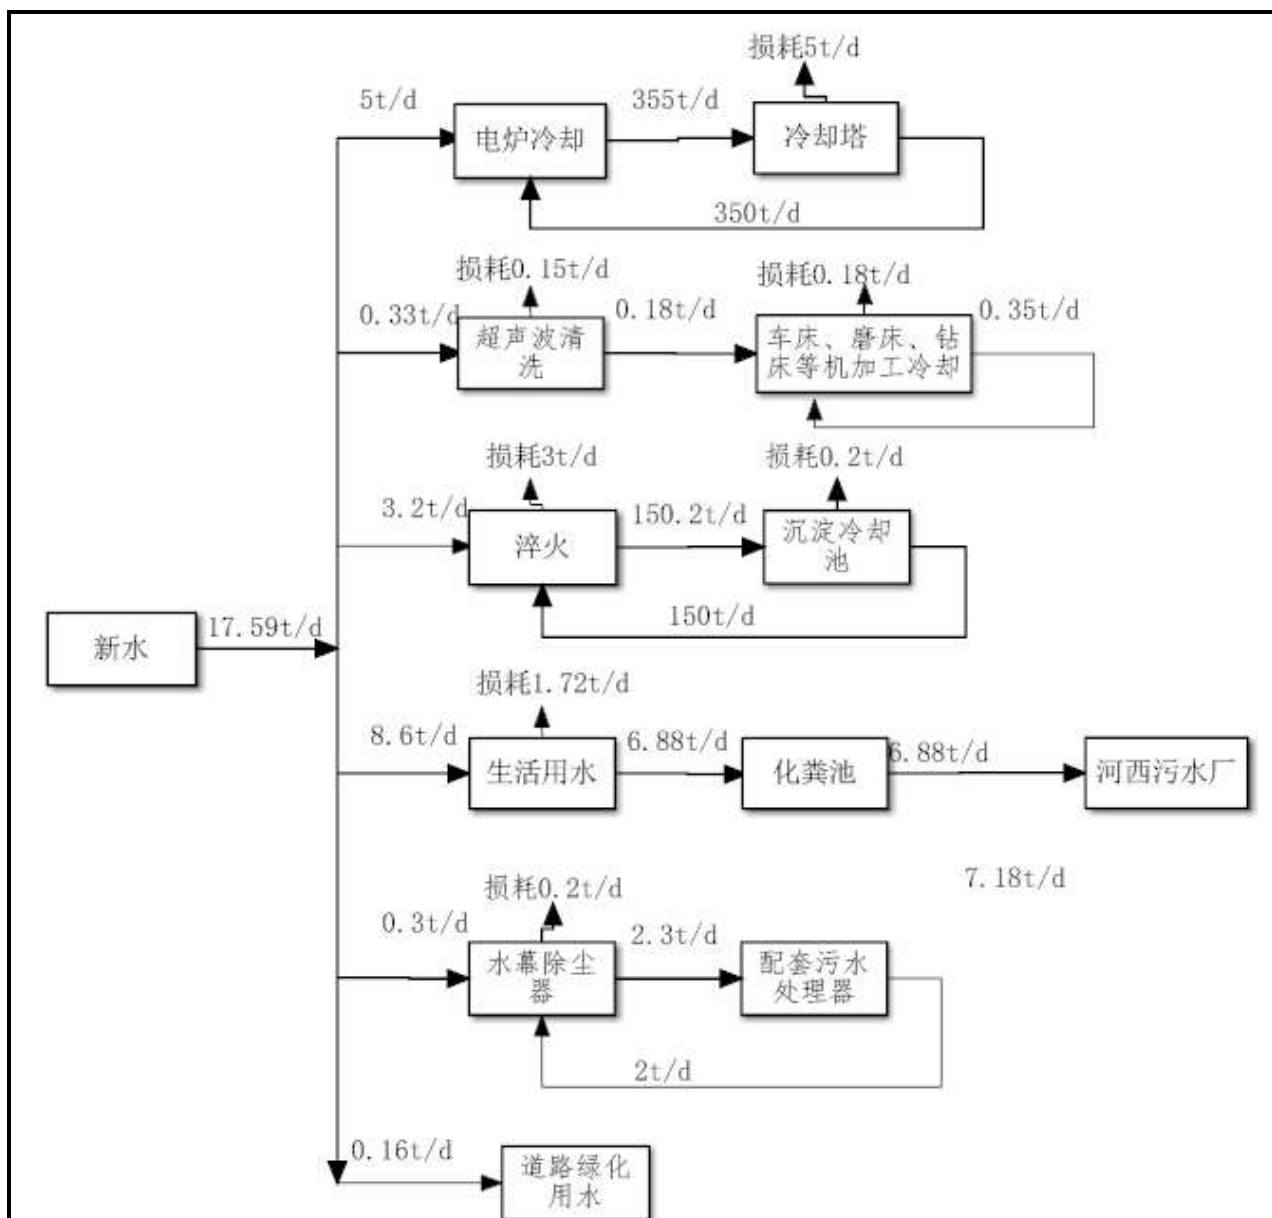 损耗5t/d
5t/d
355t/d
电炉冷却
冷却塔
350t/d
损耗0.15t/d
损耗0.18t/d
0.33t/d
0.18t/d
0.35t/d
超声波清
洗
车床、磨床、钻
床等机加工冷却
损耗3t/d
损耗0.2t/d
3.2t/d
150.2t/d
淬火
沉淀冷却
池
150t/d
新水
17.59t/d
损耗1.72t/d
8.6t/d
6.88t/d
6.88t/d
生活用水
化粪池
河西污水厂
7.18t/d
损耗0.2t/d
0.3t/d
2.3t/d
水幕除尘
器
配套污水
处理器
2t/d
0.16t/d
道路绿化
用水